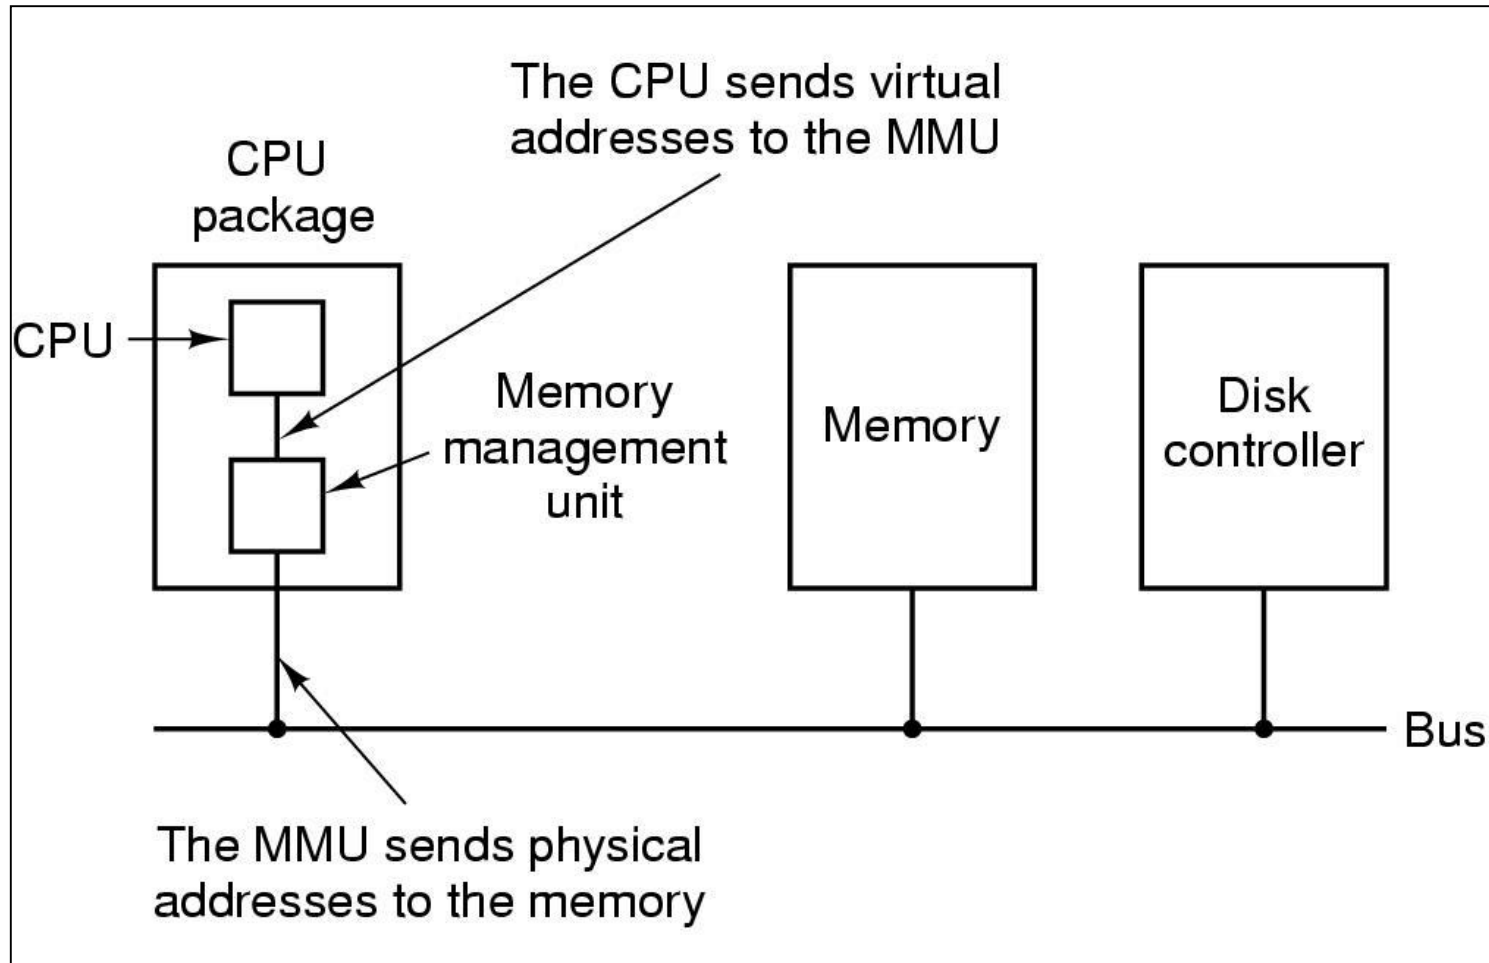 The CPU sends virtual
addresses to the MMU
CPU
package
CPU
Memory
management
unit
Memory
Disk
controller
Bus
The MMU sends physical
addresses to the memory